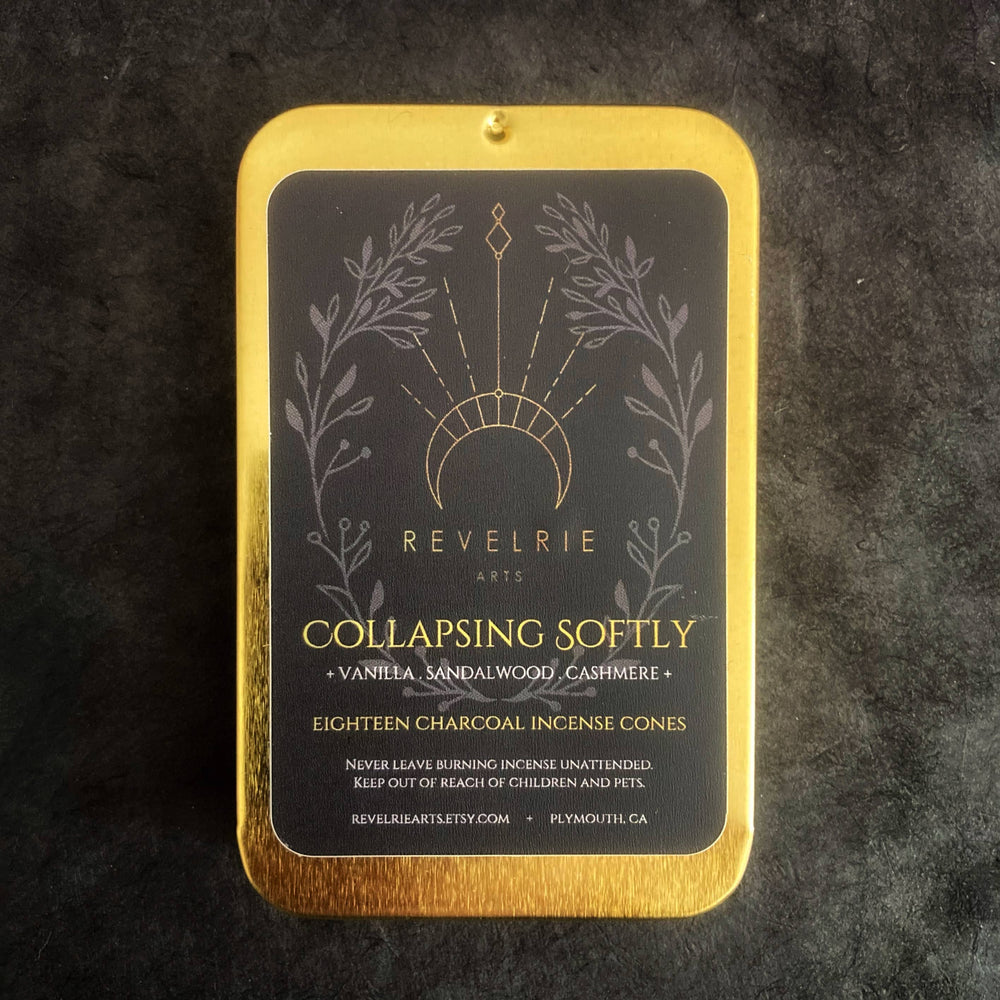 REVELRIE
ARTS
COLLAPSING SOFTLY
+ VANILLA . SANDALWOOD . CASHMERE +
EIGHTEEN CHARCOAL INCENSE CONES
NEVER LEAVE BURNING INCENSE UNATTENDED.
KEEP OUT OF REACH OF CHILDREN AND PETS.
REVELRIEARTS.ETSY.COM + PLYMOUTH, CA